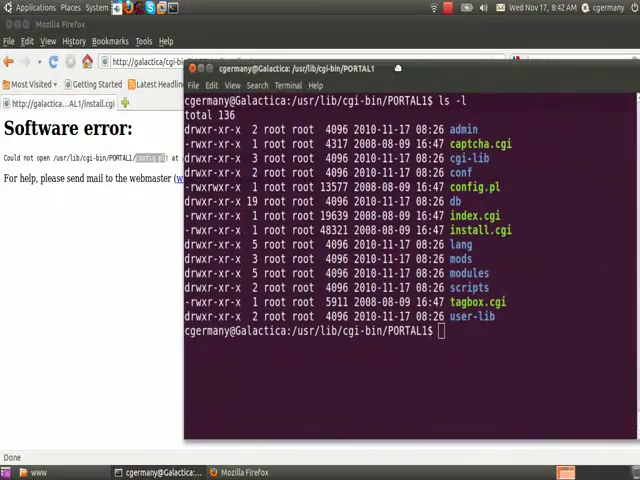 Applications Places System
Wed Nov 17, 8:42 AM cgermany
Mozilla Firefox
File Edit View History Bookmarks Tools Help
http://galactica/cgi-b
Most Visited Getting Started Latest Headline
http://galactica...AL1/install.cgi
Software error:
Could not open /usr/lib/cgi-bin/PORTAL1/config.pl! at
For help, please send mail to the webmaster (w
cgermany@Galactica: /usr/lib/cgi-bin/PORTAL1
File Edit View Search Terminal Help
cgermany@Galactica:/usr/lib/cgi-bin/PORTAL1$ ls -l
total 136
drwxr-xr-x 2 root root 4096 2010-11-17 08:26 admin
-rwxr-xr-x 1 root root 4317 2008-08-09 16:47 captcha.cgi
drwxr-xr-x 3 root root 4096 2010-11-17 08:26 cgi-lib
drwxr-xr-x 2 root root 4096 2010-11-17 08:26 conf
-rwxrwxr-x 1 root root 13577 2008-08-09 16:47 config.pl
drwxr-xr-x 19 root root 4096 2010-11-17 08:26 db
-rwxr-xr-x 1 root root 19639 2008-08-09 16:47 index.cgi
-rwxr-xr-x 1 root root 48321 2008-08-09 16:47 install.cgi
drwxr-xr-x 5 root root 4096 2010-11-17 08:26 lang
drwxr-xr-x 3 root root 4096 2010-11-17 08:26 mods
drwxr-xr-x 5 root root 4096 2010-11-17 08:26 modules
drwxr-xr-x 2 root root 4096 2010-11-17 08:26 scripts
-rwxr-xr-x 1 root root 5911 2008-08-09 16:47 tagbox.cgi
drwxr-xr-x 2 root root 4096 2010-11-17 08:26 user-lib
cgermany@Galactica:/usr/lib/cgi-bin/PORTAL1$
Done
www cgermany@Galactica:... Mozilla Firefox